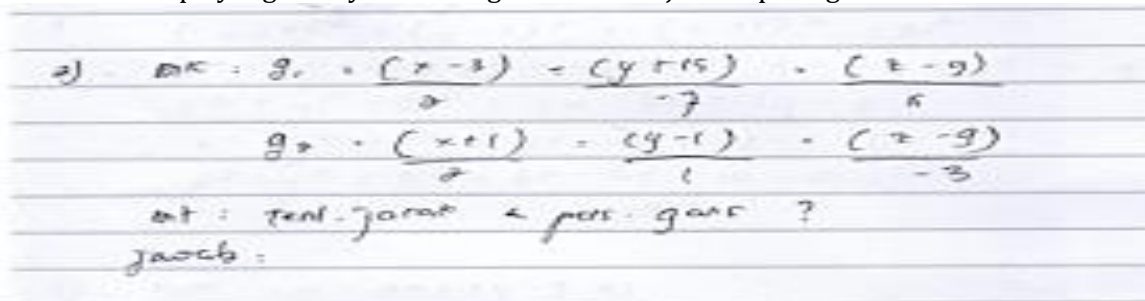 2) DIK : g₁ = (x - 3)/2 = (y + 15)/-7 = (z - 9)/5
g₂ = (x+1)/2 = (y-1)/1 = (z - 9)/-3
Dit : Tent. jarak & pers. garis ?
Jawab :